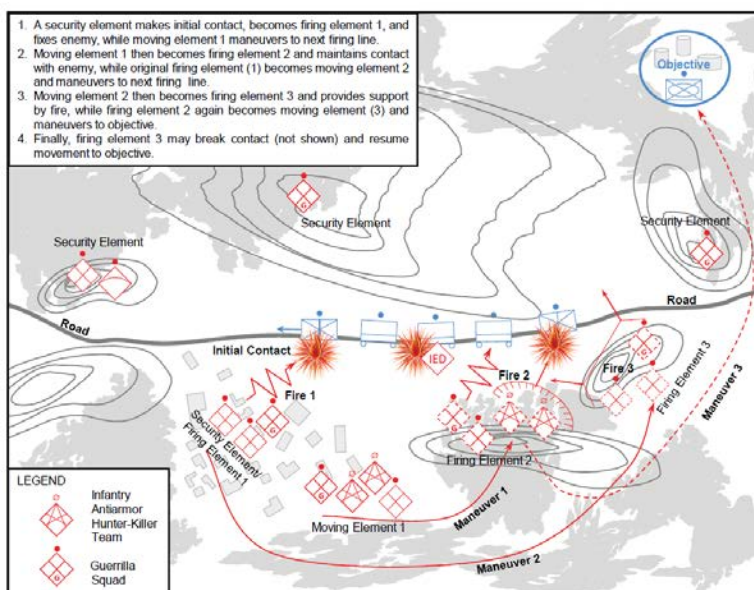 1. A security element makes initial contact, becomes firing element 1, and
fixes enemy, while moving element 1 maneuvers to next firing line.
2. Moving element 1 then becomes firing element 2 and maintains contact
with enemy, while original firing element (1) becomes moving element 2
and maneuvers to next firing line.
3. Moving element 2 then becomes firing element 3 and provides support
by fire, while firing element 2 again becomes moving element (3) and
maneuvers to objective.
4. Finally, firing element 3 may break contact (not shown) and resume
movement to objective.
Objective
G
Security Element
Security Element
Security Element
G
Road
Road
Initial Contact
IED
Fire 1
Fire 2
Fire 3
G
Security Element/
Firing Element 1
G
G
G
Firing Element 2
Firing Element 3
Maneuver 3
Moving Element 1
Maneuver 1
Maneuver 2
LEGEND
Infantry
Antiarmor
Hunter-Killer
Team
Guerrilla
Squad
G